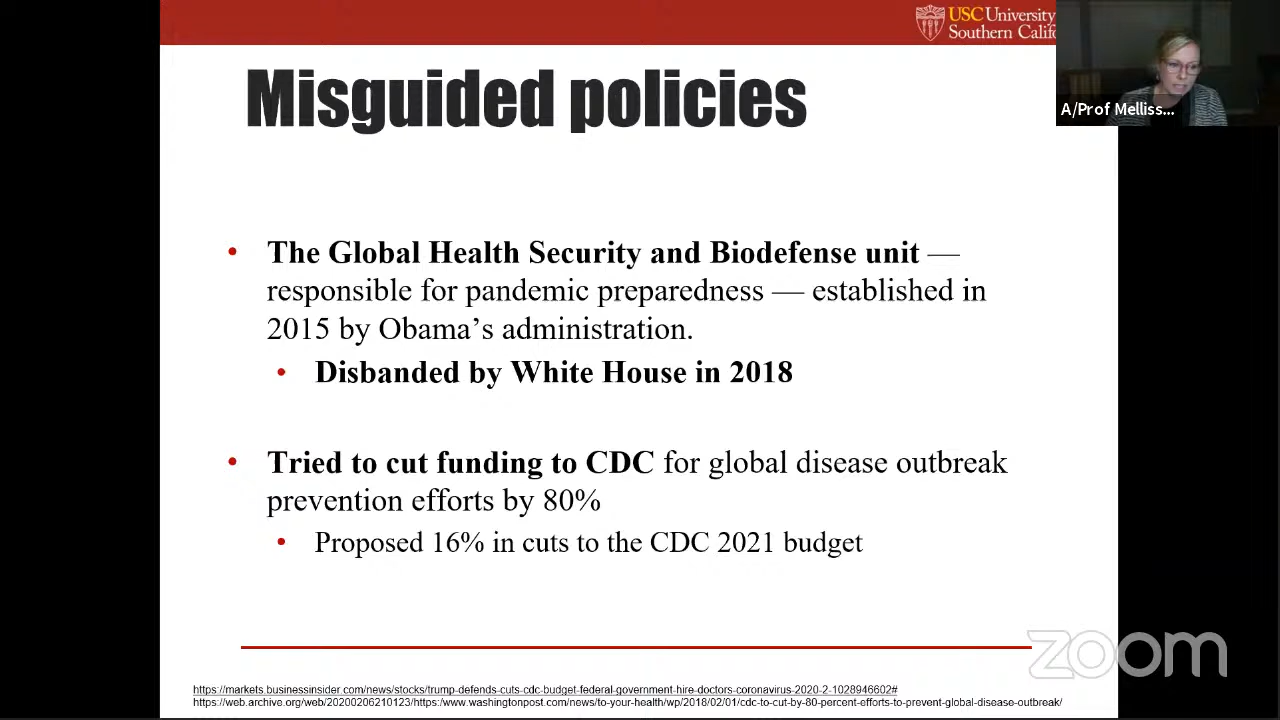 USC University
Southern Califo
A/Prof Melliss...
Misguided policies
• The Global Health Security and Biodefense unit —
responsible for pandemic preparedness — established in
2015 by Obama’s administration.
• Disbanded by White House in 2018
• Tried to cut funding to CDC for global disease outbreak
prevention efforts by 80%
• Proposed 16% in cuts to the CDC 2021 budget
zoom
https://markets.businessinsider.com/news/stocks/trump-defends-cuts-cdc-budget-federal-government-hire-doctors-coronavirus-2020-2-1028946602#
https://web.archive.org/web/20200206210123/https:/www.washingtonpost.com/news/to-your-health/wp/2018/02/01/cdc-to-cut-by-80-percent-efforts-to-prevent-global-disease-outbreak/